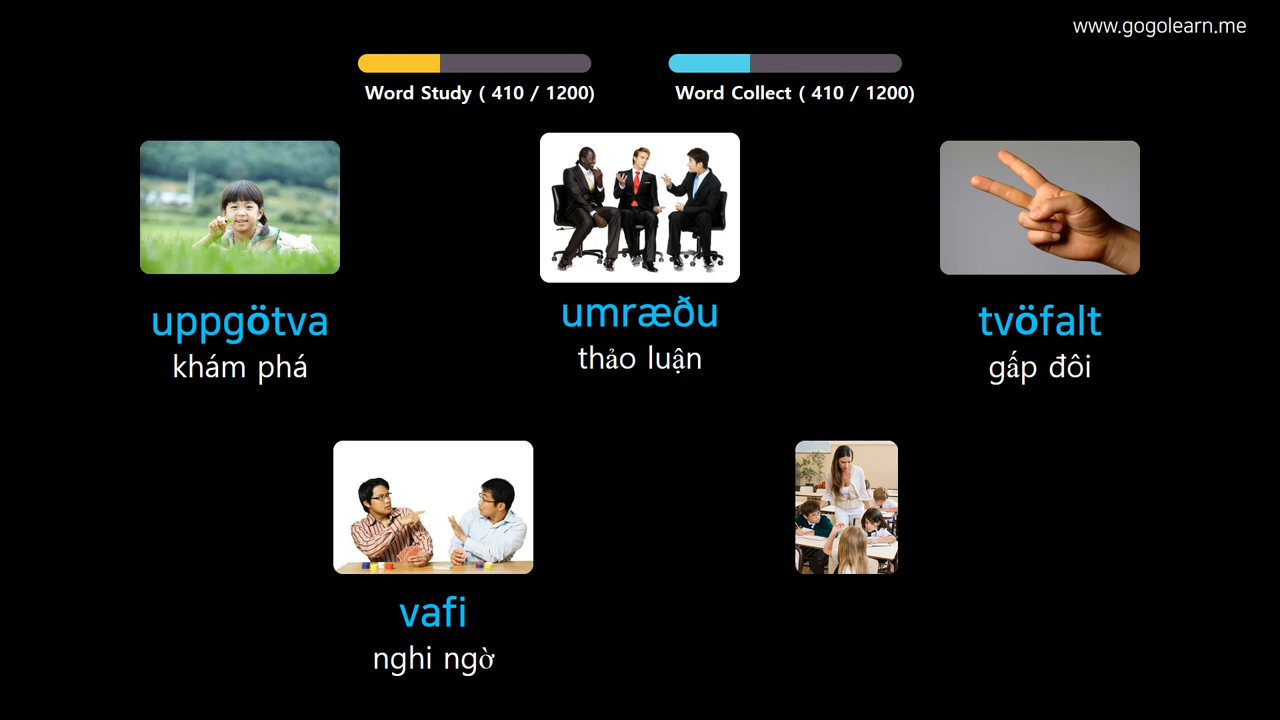 www.gogolearn.me
Word Study ( 410 / 1200)
Word Collect ( 410 / 1200)
uppgötva
khám phá
umræðu
thảo luận
tvöfalt
gấp đôi
vafi
nghi ngờ